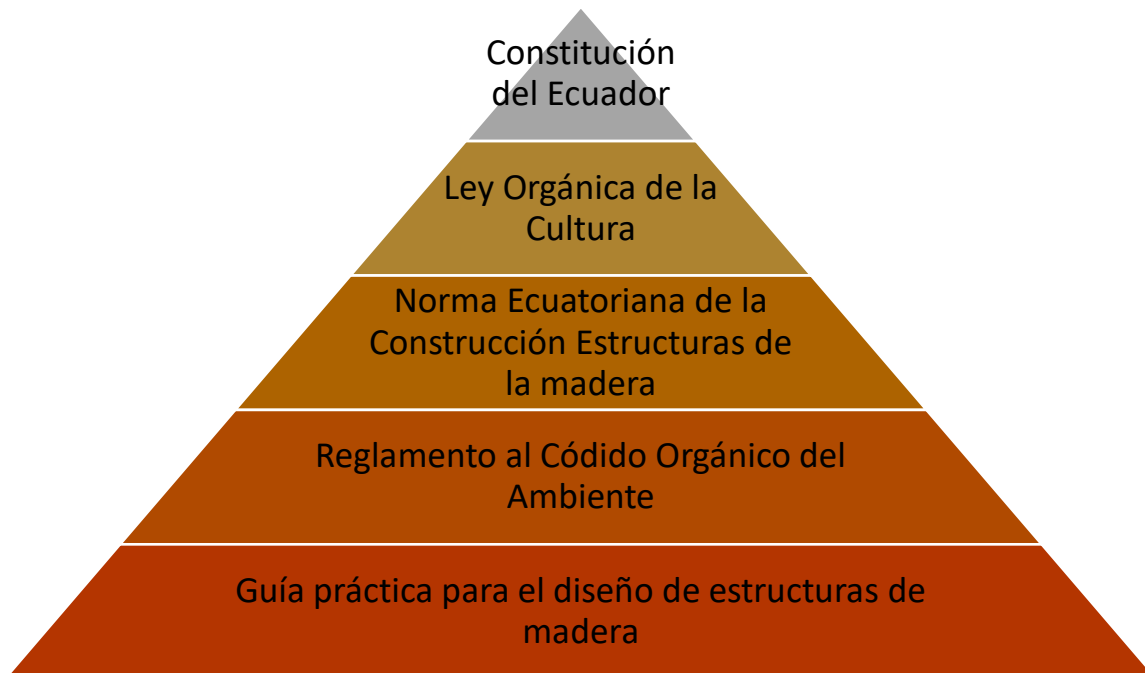 Constitución
del Ecuador
Ley Orgánica de la
Cultura
Norma Ecuatoriana de la
Construcción Estructuras de
la madera
Reglamento al Códido Orgánico del
Ambiente
Guía práctica para el diseño de estructuras de
madera